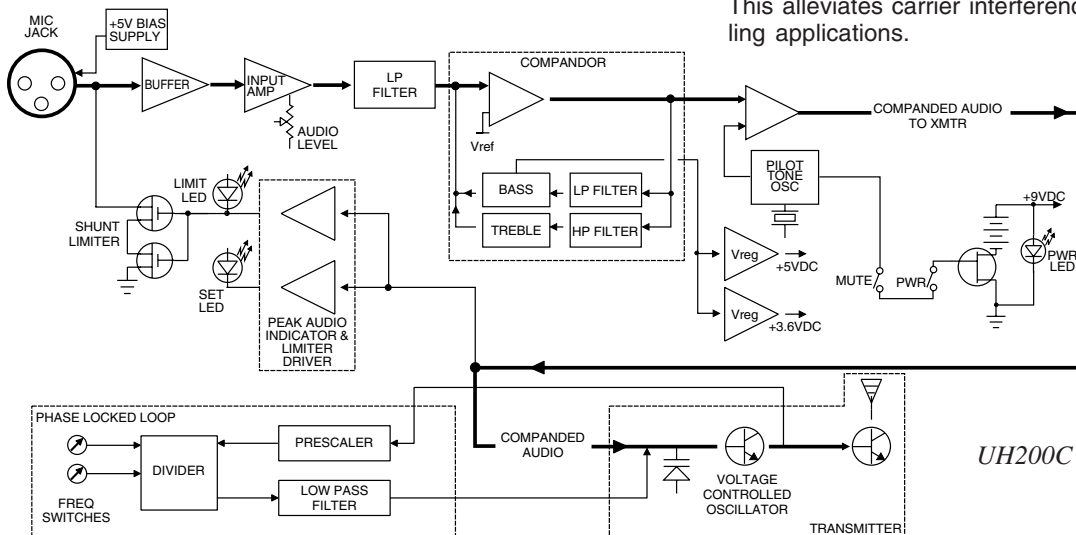 This alleviates carrier interferenc
ling applications.
MIC
JACK
+5V BIAS
SUPPLY
BUFFER
INPUT
AMP
AUDIO
LEVEL
LP
FILTER
COMPANDOR
Vref
BASS
LP FILTER
TREBLE
HP FILTER
COMPANDED AUDIO
TO XMTR
PILOT
TONE
OSC
+9VDC
PWR
LED
MUTE
PWR
Vreg
+5VDC
Vreg
+3.6VDC
LIMIT
LED
SHUNT
LIMITER
SET
LED
PEAK AUDIO
INDICATOR &
LIMITER
DRIVER
PHASE LOCKED LOOP
FREQ
SWITCHES
DIVIDER
PRESCALER
LOW PASS
FILTER
COMPANDED
AUDIO
VOLTAGE
CONTROLLED
OSCILLATOR
TRANSMITTER
UH200C